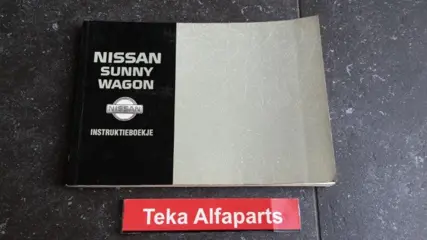 NISSAN
SUNNY
WAGON
NISSAN
INSTRUKTIEBOEKJE
Teka Alfaparts